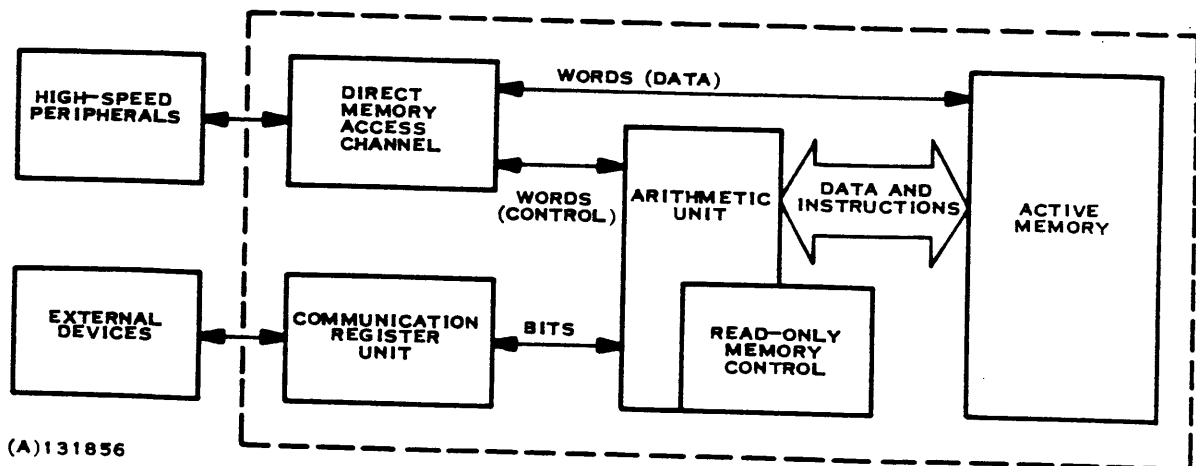 HIGH-SPEED
PERIPHERALS
DIRECT
MEMORY
ACCESS
CHANNEL
WORDS (DATA)
WORDS
(CONTROL)
ARITHMETIC
UNIT
DATA AND
INSTRUCTIONS
ACTIVE
MEMORY
EXTERNAL
DEVICES
COMMUNICATION
REGISTER
UNIT
BITS
READ-ONLY
MEMORY
CONTROL
(A)131856